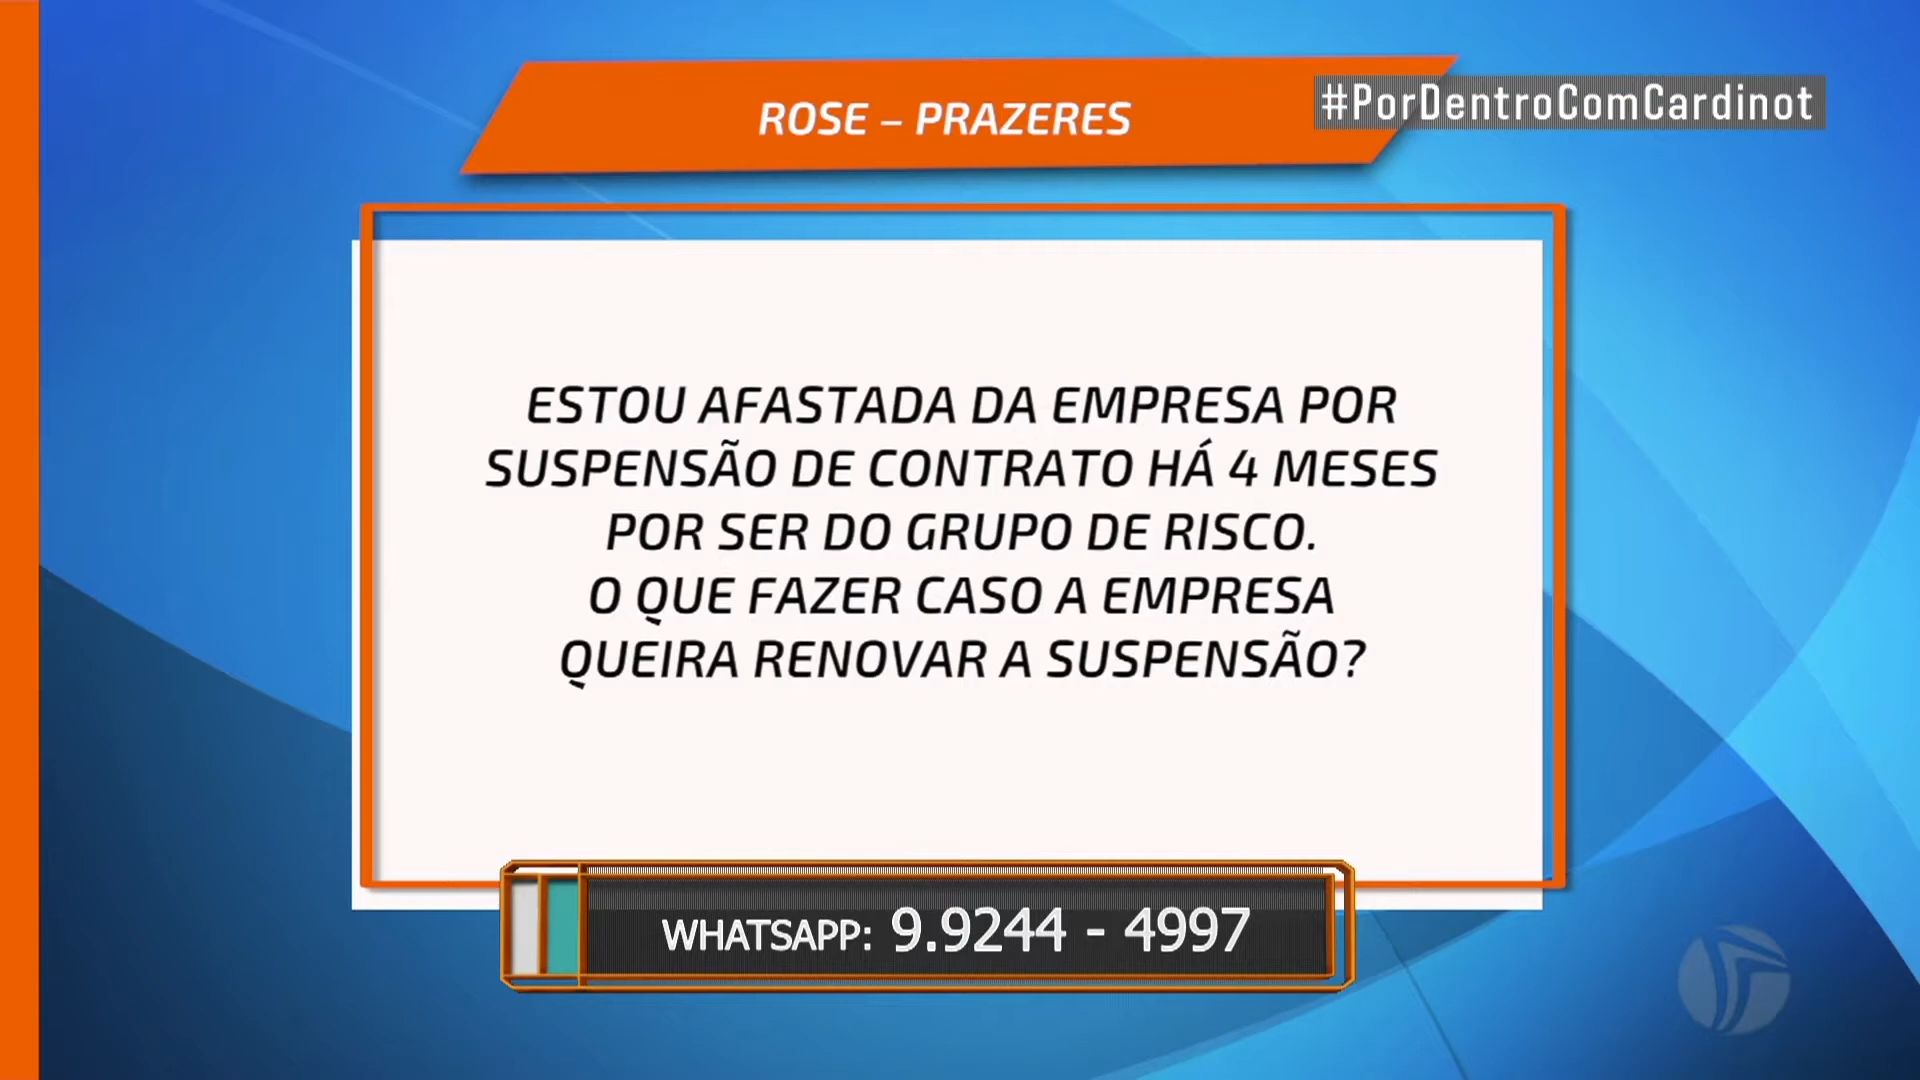 ROSE – PRAZERES
#PorDentroComCardinot
ESTOU AFASTADA DA EMPRESA POR
SUSPENSÃO DE CONTRATO HÁ 4 MESES
POR SER DO GRUPO DE RISCO.
O QUE FAZER CASO A EMPRESA
QUEIRA RENOVAR A SUSPENSÃO?
WHATSAPP: 9.9244 - 4997